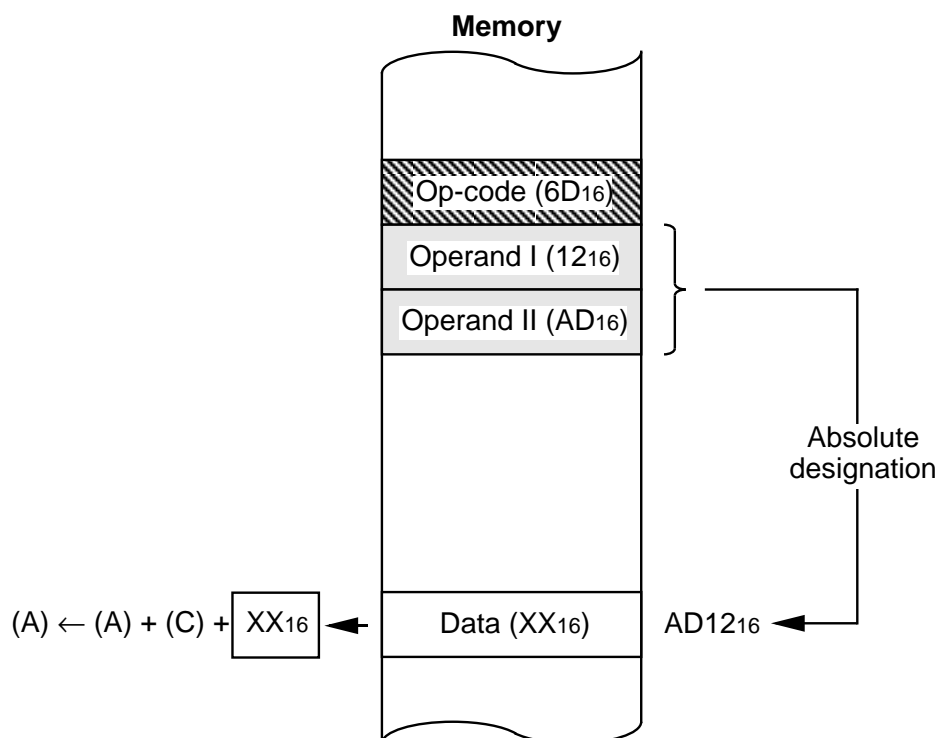 Memory
Op-code (6D16)
Operand I (1216)
Operand II (AD16)
Absolute
designation
(A) ← (A) + (C) + XX16
Data (XX16)
AD1216